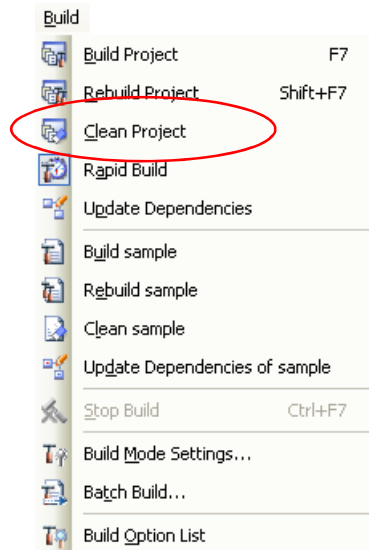 Build
Build Project F7
Rebuild Project Shift+F7
Clean Project
Rapid Build
Update Dependencies
Build sample
Rebuild sample
Clean sample
Update Dependencies of sample
Stop Build Ctrl+F7
Build Mode Settings...
Batch Build...
Build Option List